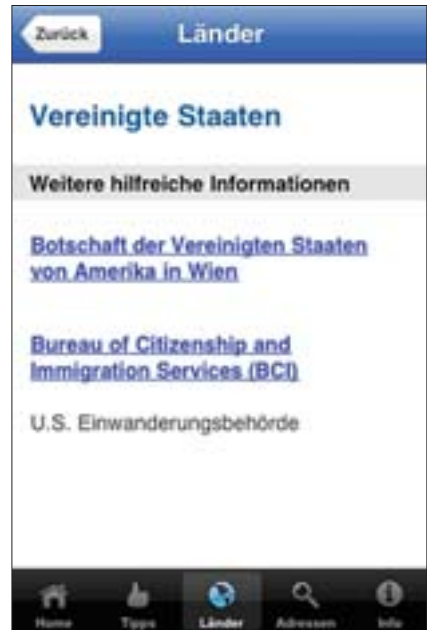 Zurück
Länder
Vereinigte Staaten
Weitere hilfreiche Informationen
Botschaft der Vereinigten Staaten
von Amerika in Wien
Bureau of Citizenship and
Immigration Services (BCI)
U.S. Einwanderungsbehörde
Home
Tipps
Länder
Adressen
Info